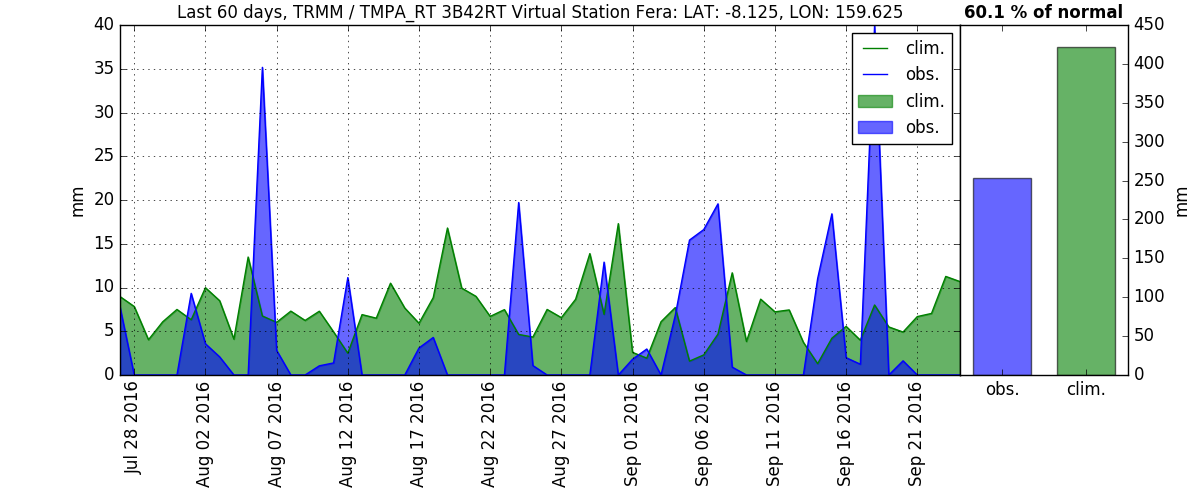 Last 60 days, TRMM / TMPA_RT 3B42RT Virtual Station Fera: LAT: -8.125, LON: 159.625
60.1 % of normal
40
35
30
25
20
15
10
5
0
mm
clim.
obs.
clim.
obs.
450
400
350
300
250
200
150
100
50
0
mm
Jul 28 2016
Aug 02 2016
Aug 07 2016
Aug 12 2016
Aug 17 2016
Aug 22 2016
Aug 27 2016
Sep 01 2016
Sep 06 2016
Sep 11 2016
Sep 16 2016
Sep 21 2016
obs.
clim.